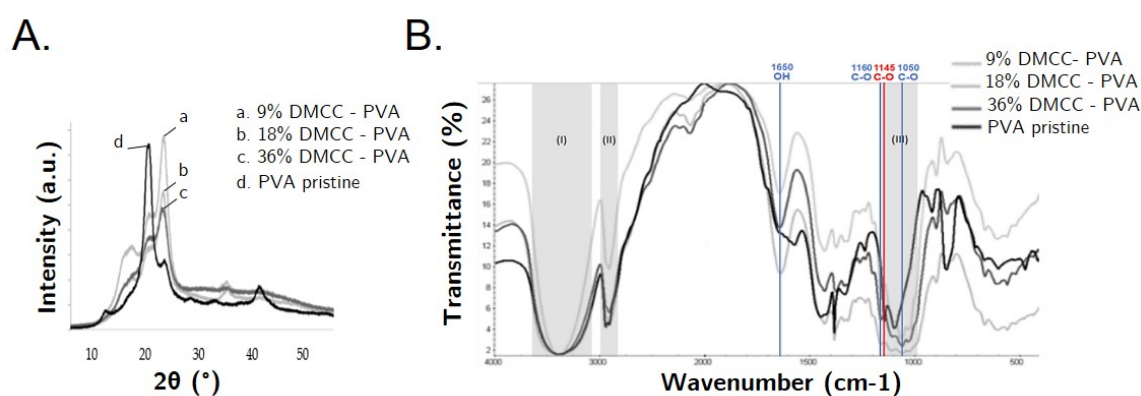 A.
a. 9% DMCC - PVA
b. 18% DMCC - PVA
c. 36% DMCC - PVA
d. PVA pristine
a
d
b
c
Intensity (a.u.)
10 20 30 40 50
2θ (°)
B.
9% DMCC- PVA
18% DMCC - PVA
36% DMCC - PVA
PVA pristine
1650 1160 1145 1050
OH C-O C-O C-O
(I) (II) (III)
Transmittance (%)
26
24
22
20
18
16
14
12
10
8
6
4
2
4000 3000 2000 1500 1000 500
Wavenumber (cm-1)